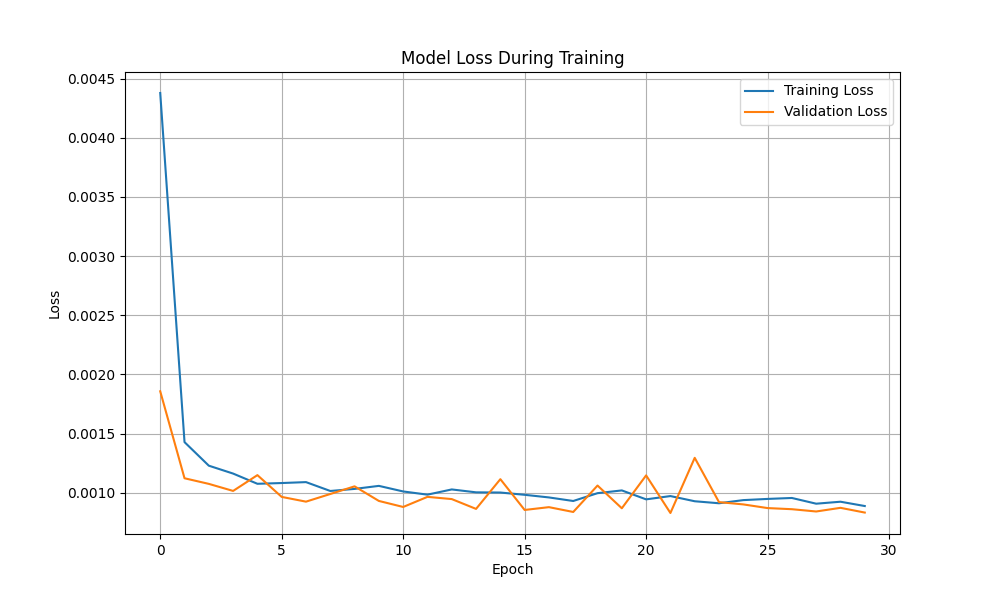 Model Loss During Training
Training Loss
Validation Loss
Loss
0.0045
0.0040
0.0035
0.0030
0.0025
0.0020
0.0015
0.0010
0 5 10 15 20 25 30
Epoch